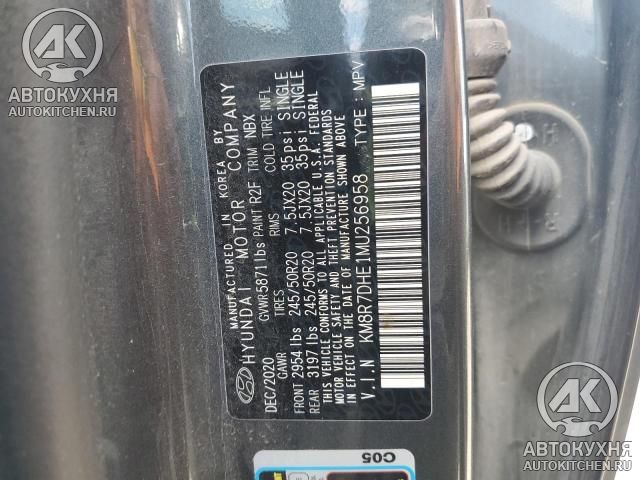 АВТОКУХНЯ
AUTOKITCHEN.RU
MANUFACTURED IN KOREA BY
HYUNDAI MOTOR COMPANY
DEC/2020 GVWR5871lbs PAINT R2F TRIM NBX
GAWR TIRES RIMS COLD TIRE INFL
FRONT 2954lbs 245/50R20 7.5JX20 35psi SINGLE
REAR 3197lbs 245/50R20 7.5JX20 35psi SINGLE
THIS VEHICLE CONFORMS TO ALL APPLICABLE U.S.A. FEDERAL
MOTOR VEHICLE SAFETY AND THEFT PREVENTION STANDARDS
IN EFFECT ON THE DATE OF MANUFACTURE SHOWN ABOVE
V.I.N KM8R7DHE1MU256958 TYPE : MPV
C05
АВТОКУХНЯ
AUTOKITCHEN.RU